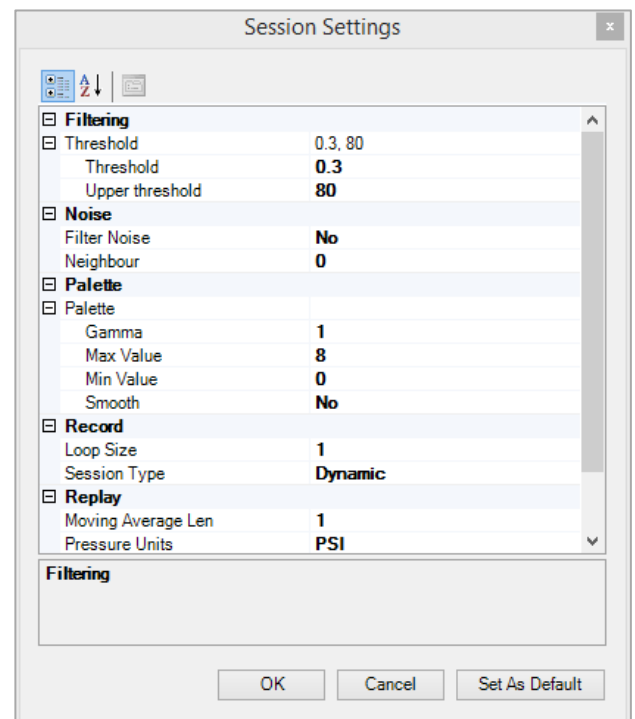 Session Settings
x
A
Z
Filtering
Threshold 0.3, 80
Threshold 0.3
Upper threshold 80
Noise
Filter Noise No
Neighbour 0
Palette
Palette
Gamma 1
Max Value 8
Min Value 0
Smooth No
Record
Loop Size 1
Session Type Dynamic
Replay
Moving Average Len 1
Pressure Units PSI
Filtering
OK Cancel Set As Default